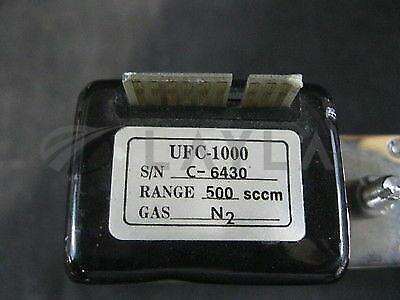 UFC-1000
S/N C-6430
RANGE 500 sccm
GAS N2